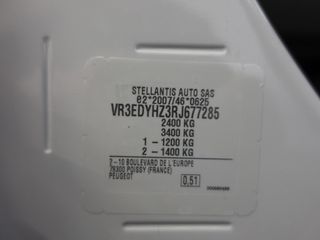 STELLANTIS AUTO SAS
e2*2007/46*0625
VR3EDYHZ3RJ677285
2400 KG
3400 KG
1 - 1200 KG
2 - 1400 KG
2-10 BOULEVARD DE L'EUROPE
78300 POISSY (FRANCE)
PEUGEOT
0.51